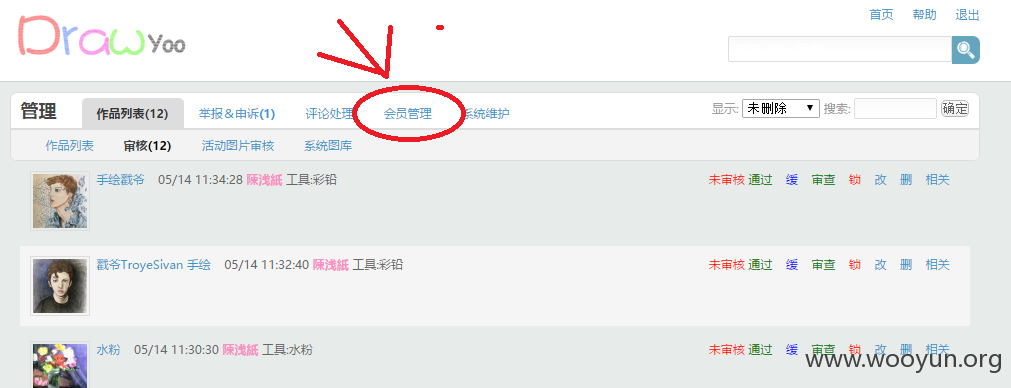 DrawYoo
首页 帮助 退出
管理 作品列表(12) 举报&申诉(1) 评论处理 会员管理 系统维护 显示: 未删除 搜索: 确定
作品列表 审核(12) 活动图片审核 系统图库
手绘戳爷 05/14 11:34:28 陳浅紙 工具:彩铅 未审核 通过 缓 审查 锁 改 删 相关
戳爷TroyeSivan 手绘 05/14 11:32:40 陳浅紙 工具:彩铅 未审核 通过 缓 审查 锁 改 删 相关
水粉 05/14 11:30:30 陳浅紙 工具:水粉 未审核 通过 缓 审查 锁 改 删 相关
www.wooyun.org